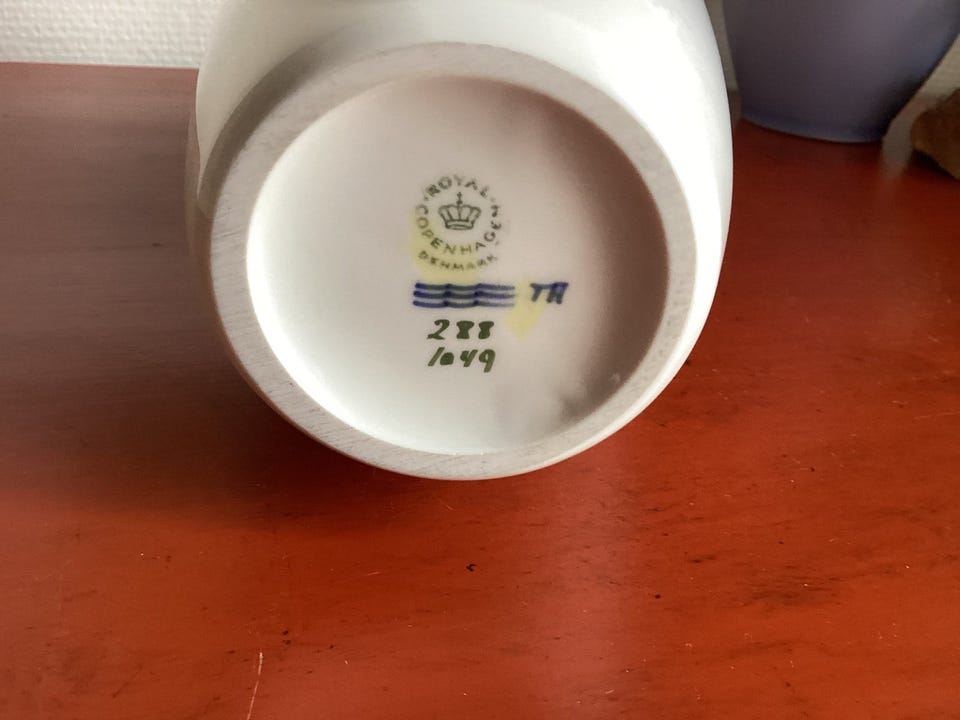 ROYAL COPENHAGEN
DENMARK
TH
288
1049